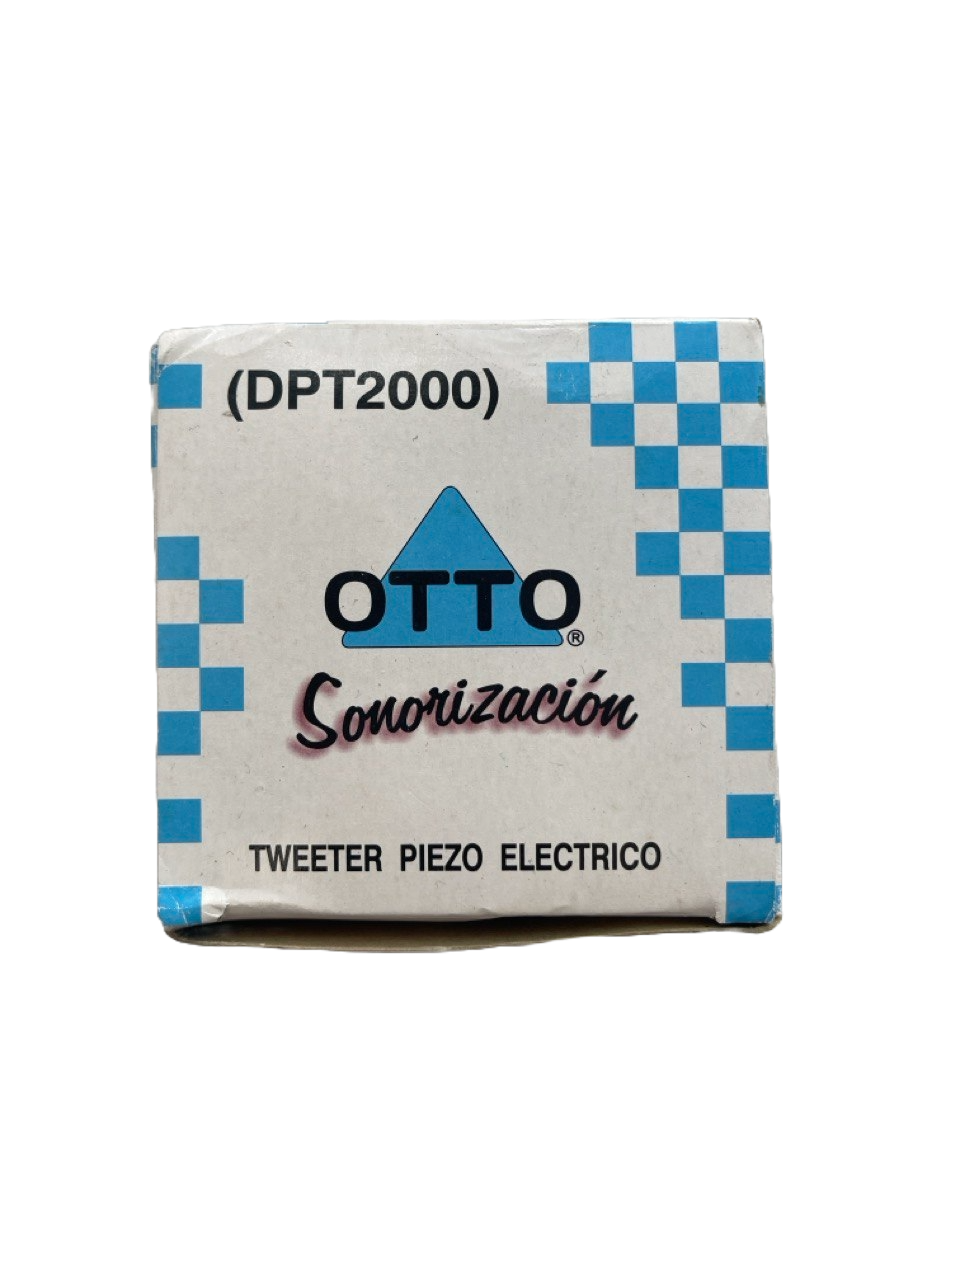 (DPT2000)
OTTO®
Sonorización
TWEETER PIEZO ELECTRICO